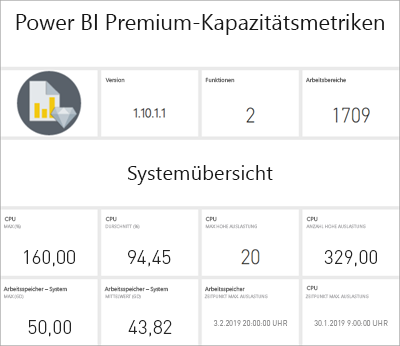 Power BI Premium-Kapazitätsmetriken
Version
1.10.1.1
Funktionen
2
Arbeitsbereiche
1709
Systemübersicht
CPU
MAX (%)
160,00
CPU
DURSCHNITT (%)
94,45
CPU
MAX HOHE AUSLASTUNG
20
CPU
ANZAHL HOHE AUSLASTUNG
329,00
Arbeitsspeicher – System
MAX (GD)
50,00
Arbeitsspeicher – System
MITTELWERT (GD)
43,82
Arbeitsspeicher
ZEITPUNKT MAX. AUSLASTUNG
3.2.2019 20:00:00 UHR
CPU
ZEITPUNKT MAX. AUSLASTUNG
30.1.2019 9:00:00 UHR